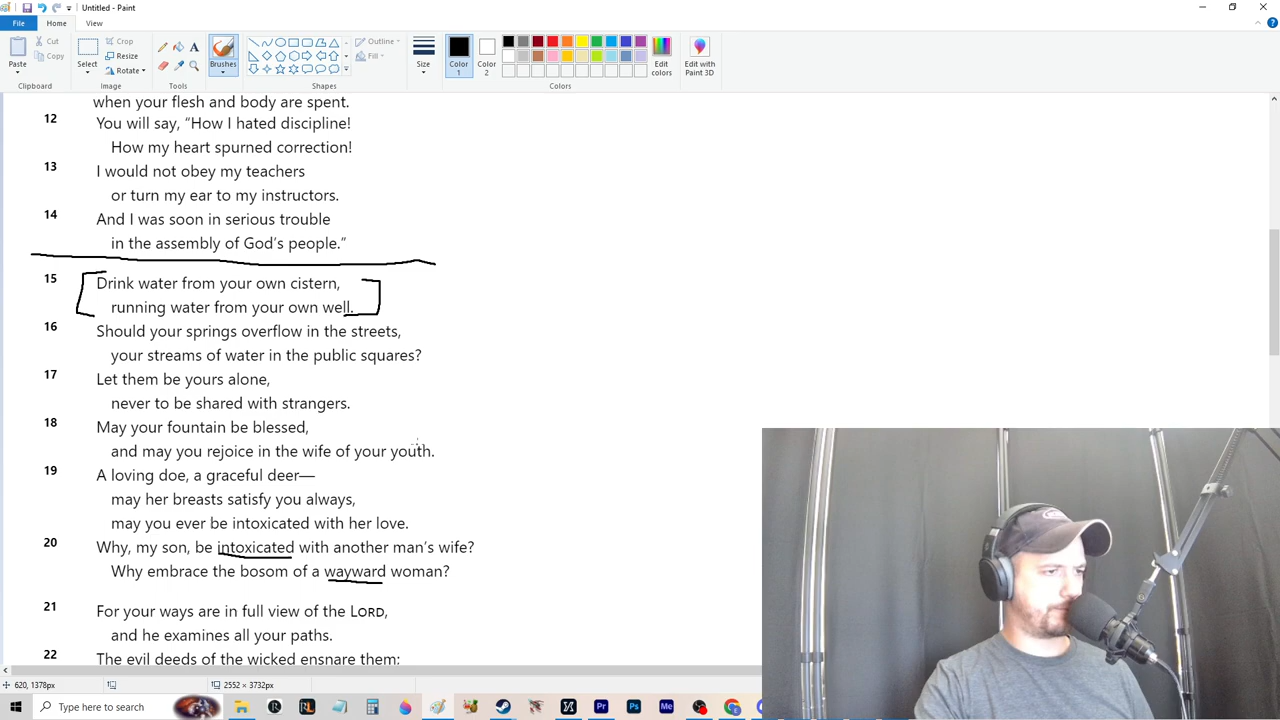 Untitled - Paint
File
Home
View
Paste
Cut
Copy
Clipboard
Select
Crop
Resize
Rotate
Image
Tools
Brushes
Outline
Fill
Shapes
Size
Color 1
Color 2
Edit colors
Edit with Paint 3D
Colors
when your flesh and body are spent.
12 You will say, “How I hated discipline!
How my heart spurned correction!
13 I would not obey my teachers
or turn my ear to my instructors.
14 And I was soon in serious trouble
in the assembly of God’s people.”
15 Drink water from your own cistern,
running water from your own well.
16 Should your springs overflow in the streets,
your streams of water in the public squares?
17 Let them be yours alone,
never to be shared with strangers.
18 May your fountain be blessed,
and may you rejoice in the wife of your youth.
19 A loving doe, a graceful deer—
may her breasts satisfy you always,
may you ever be intoxicated with her love.
20 Why, my son, be intoxicated with another man’s wife?
Why embrace the bosom of a wayward woman?
21 For your ways are in full view of the LORD,
and he examines all your paths.
22 The evil deeds of the wicked ensnare them;
620, 1378px
2552 × 3732px
Type here to search
R
RL
X
Pr
Ps
Me